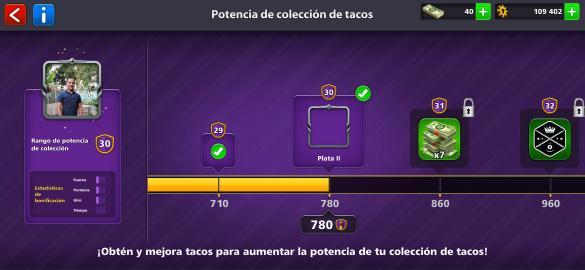 Potencia de colección de tacos
40
109 402
Rango de potencia
de colección
30
Estadísticas
de
bonificación
Fuerza
Puntería
Giro
Tiempo
29
30
Plata II
31
x7
32
710
780
860
960
780
¡Obtén y mejora tacos para aumentar la potencia de tu colección de tacos!